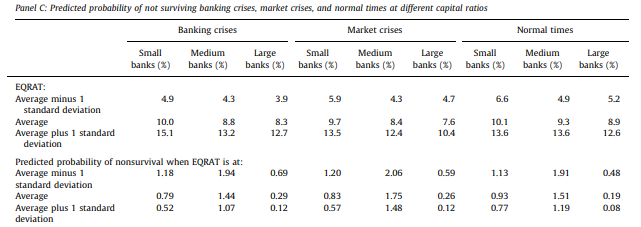 Panel C: Predicted probability of not surviving banking crises, market crises, and normal times at different capital ratios
Banking crises Market crises Normal times
Small Medium Large Small Medium Large Small Medium Large
banks (%) banks (%) banks (%) banks (%) banks (%) banks (%) banks (%) banks (%) banks (%)
EQRAT:
Average minus 1 4.9 4.3 3.9 5.9 4.3 4.7 6.6 4.9 5.2
standard deviation
Average 10.0 8.8 8.3 9.7 8.4 7.6 10.1 9.3 8.9
Average plus 1 standard 15.1 13.2 12.7 13.5 12.4 10.4 13.6 13.6 12.6
deviation
Predicted probability of nonsurvival when EQRAT is at:
Average minus 1 1.18 1.94 0.69 1.20 2.06 0.59 1.13 1.91 0.48
standard deviation
Average 0.79 1.44 0.29 0.83 1.75 0.26 0.93 1.51 0.19
Average plus 1 standard 0.52 1.07 0.12 0.57 1.48 0.12 0.77 1.19 0.08
deviation